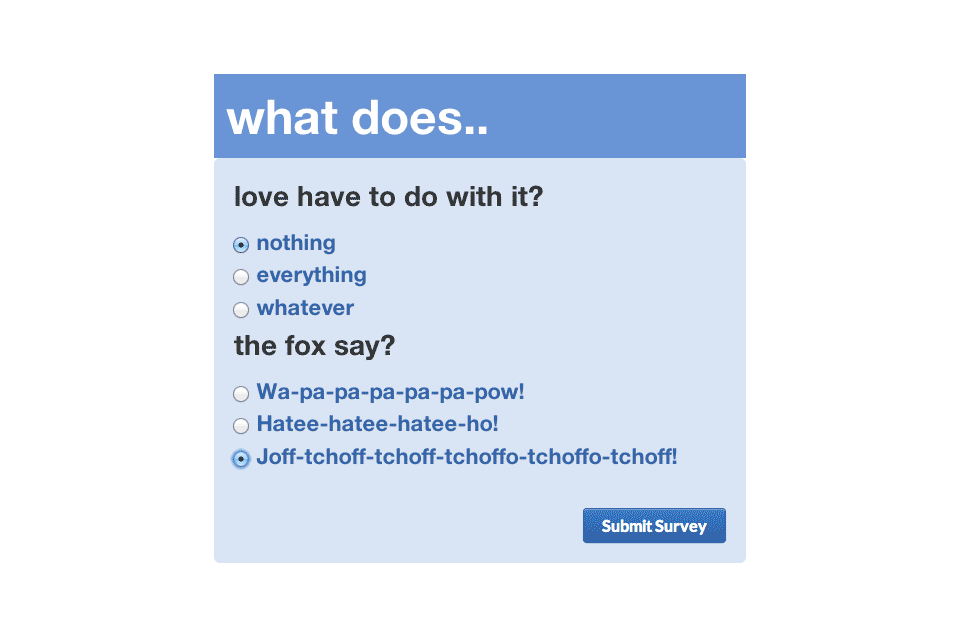 what does..
love have to do with it?
nothing
everything
whatever
the fox say?
Wa-pa-pa-pa-pa-pa-pow!
Hatee-hatee-hatee-ho!
Joff-tchoff-tchoff-tchoffo-tchoffo-tchoff!
Submit Survey